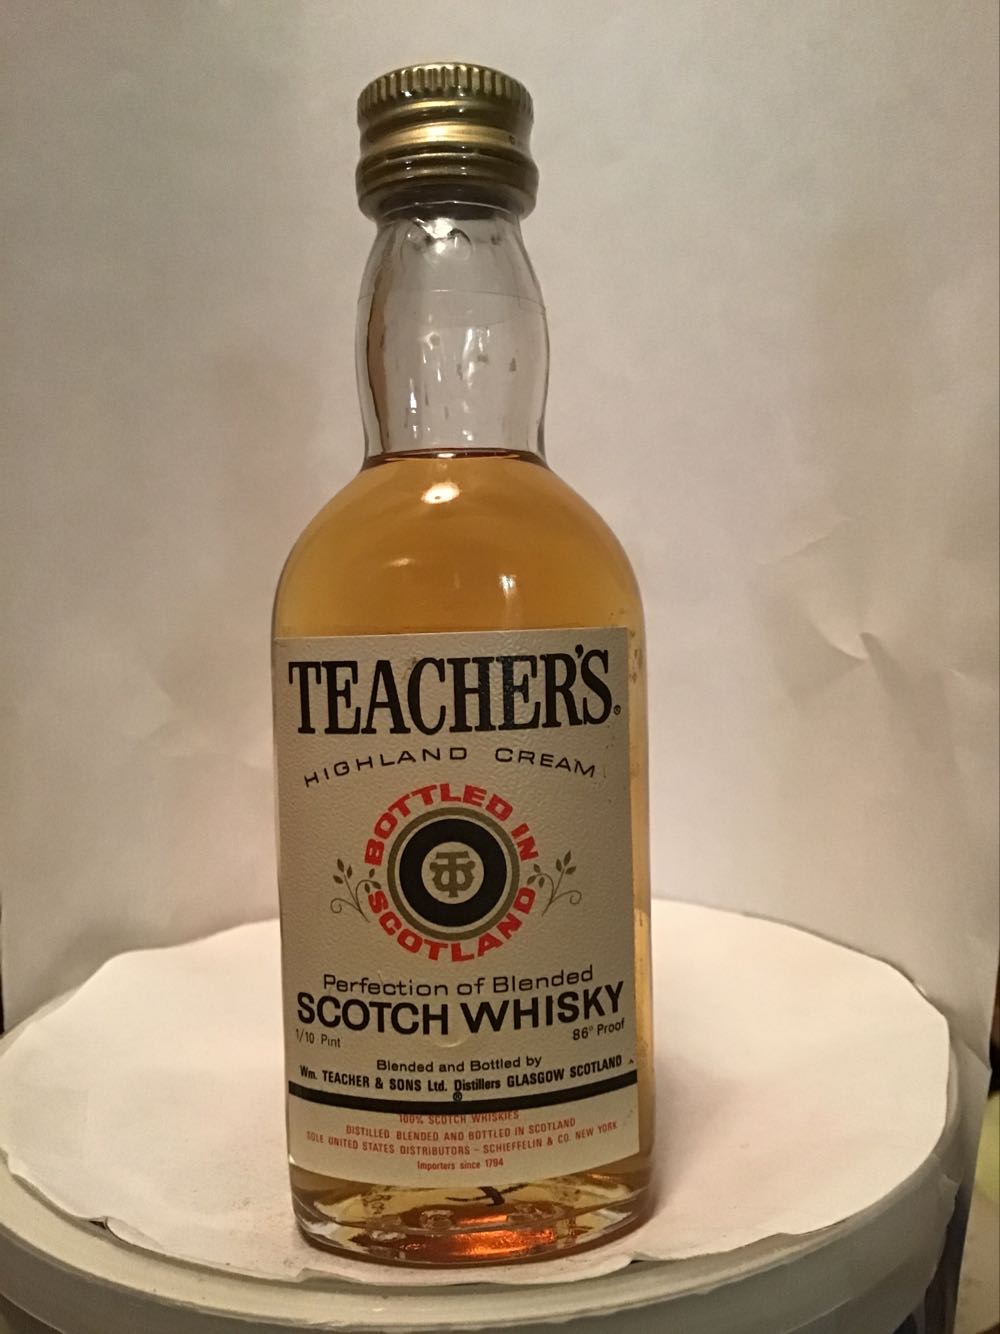 TEACHER'S®
HIGHLAND CREAM
BOTTLED IN
SCOTLAND
Perfection of Blended
SCOTCH WHISKY
1/10 Pint 86° Proof
Blended and Bottled by
Wm. TEACHER & SONS Ltd. Distillers GLASGOW SCOTLAND
®
100% SCOTCH WHISKIES
DISTILLED BLENDED AND BOTTLED IN SCOTLAND
SOLE UNITED STATES DISTRIBUTORS – SCHIEFFELIN & CO. NEW YORK
Importers since 1794